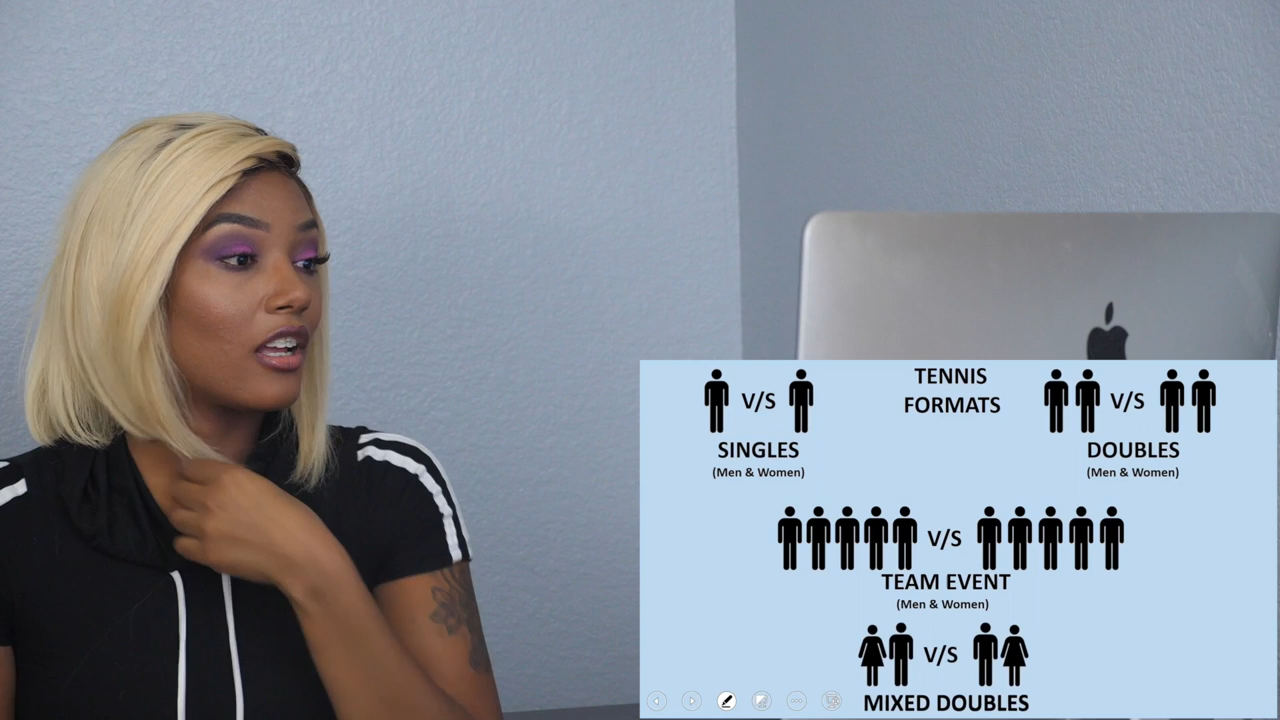 TENNIS
FORMATS
V/S
V/S
SINGLES
(Men & Women)
DOUBLES
(Men & Women)
V/S
TEAM EVENT
(Men & Women)
V/S
MIXED DOUBLES